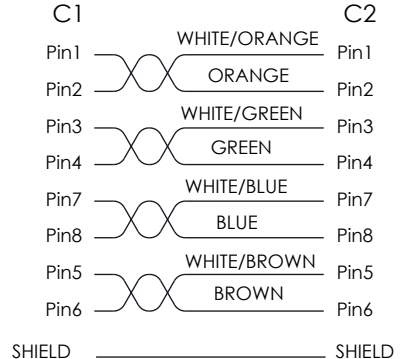 C1 C2
Pin1 WHITE/ORANGE Pin1
Pin2 ORANGE Pin2
Pin3 WHITE/GREEN Pin3
Pin4 GREEN Pin4
Pin7 WHITE/BLUE Pin7
Pin8 BLUE Pin8
Pin5 WHITE/BROWN Pin5
Pin6 BROWN Pin6
SHIELD SHIELD